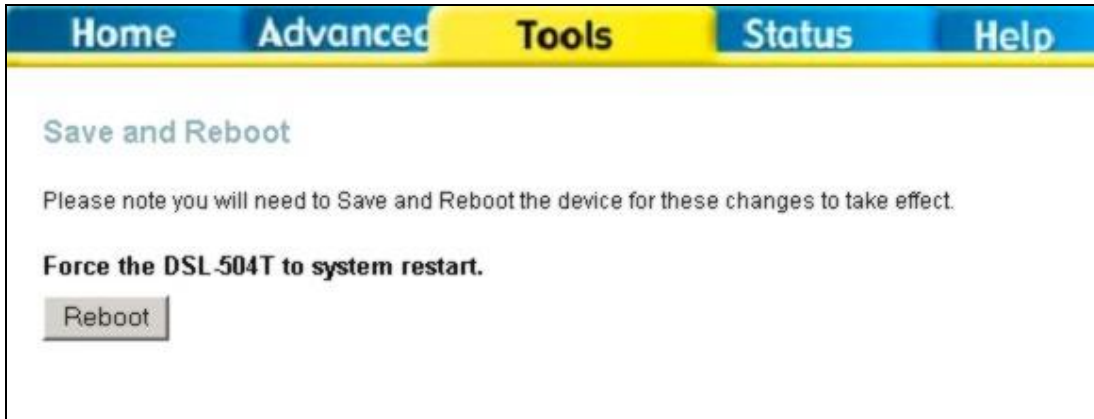 Home Advanced Tools Status Help
Save and Reboot
Please note you will need to Save and Reboot the device for these changes to take effect.
Force the DSL-504T to system restart.
Reboot